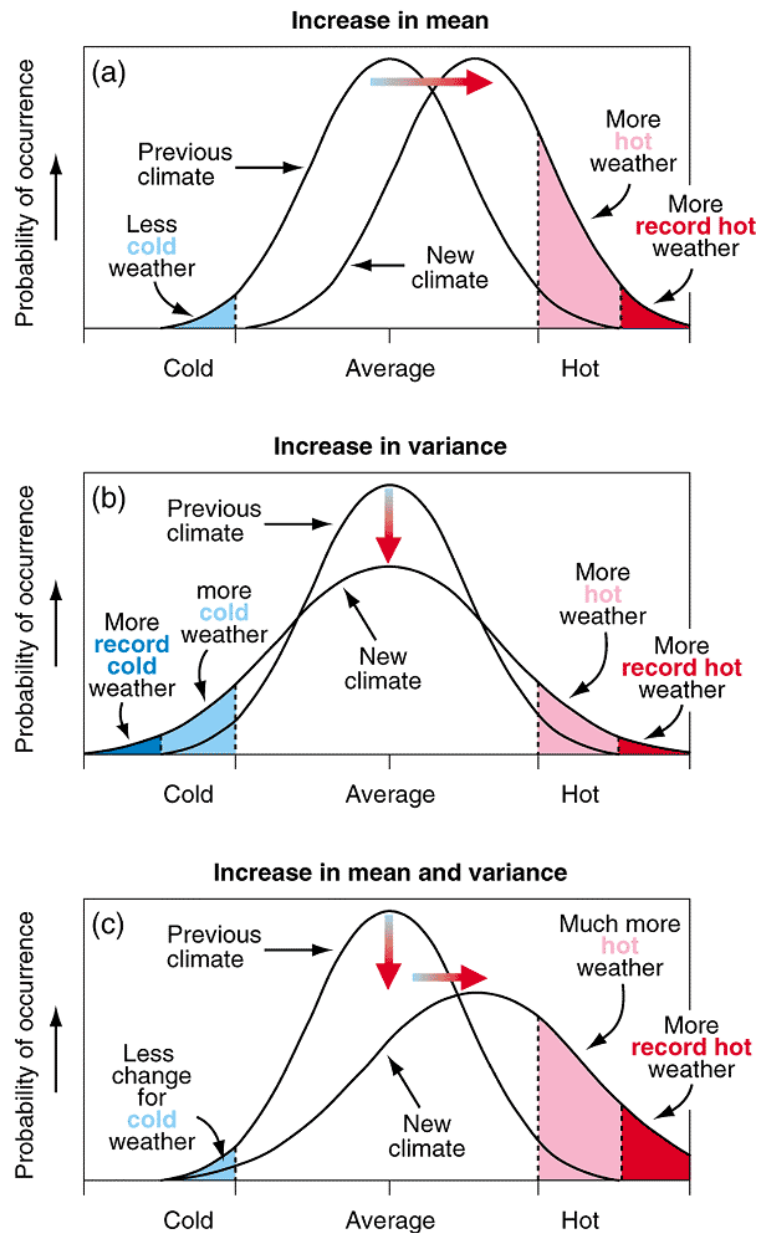 Increase in mean
(a)
Probability of occurrence
Previous
climate
Less
cold
weather
New
climate
More
hot
weather
More
record hot
weather
Cold
Average
Hot
Increase in variance
(b)
Probability of occurrence
Previous
climate
More
record
cold
weather
more
cold
weather
New
climate
More
hot
weather
More
record hot
weather
Cold
Average
Hot
Increase in mean and variance
(c)
Probability of occurrence
Previous
climate
Less
change
for
cold
weather
New
climate
Much more
hot
weather
More
record hot
weather
Cold
Average
Hot